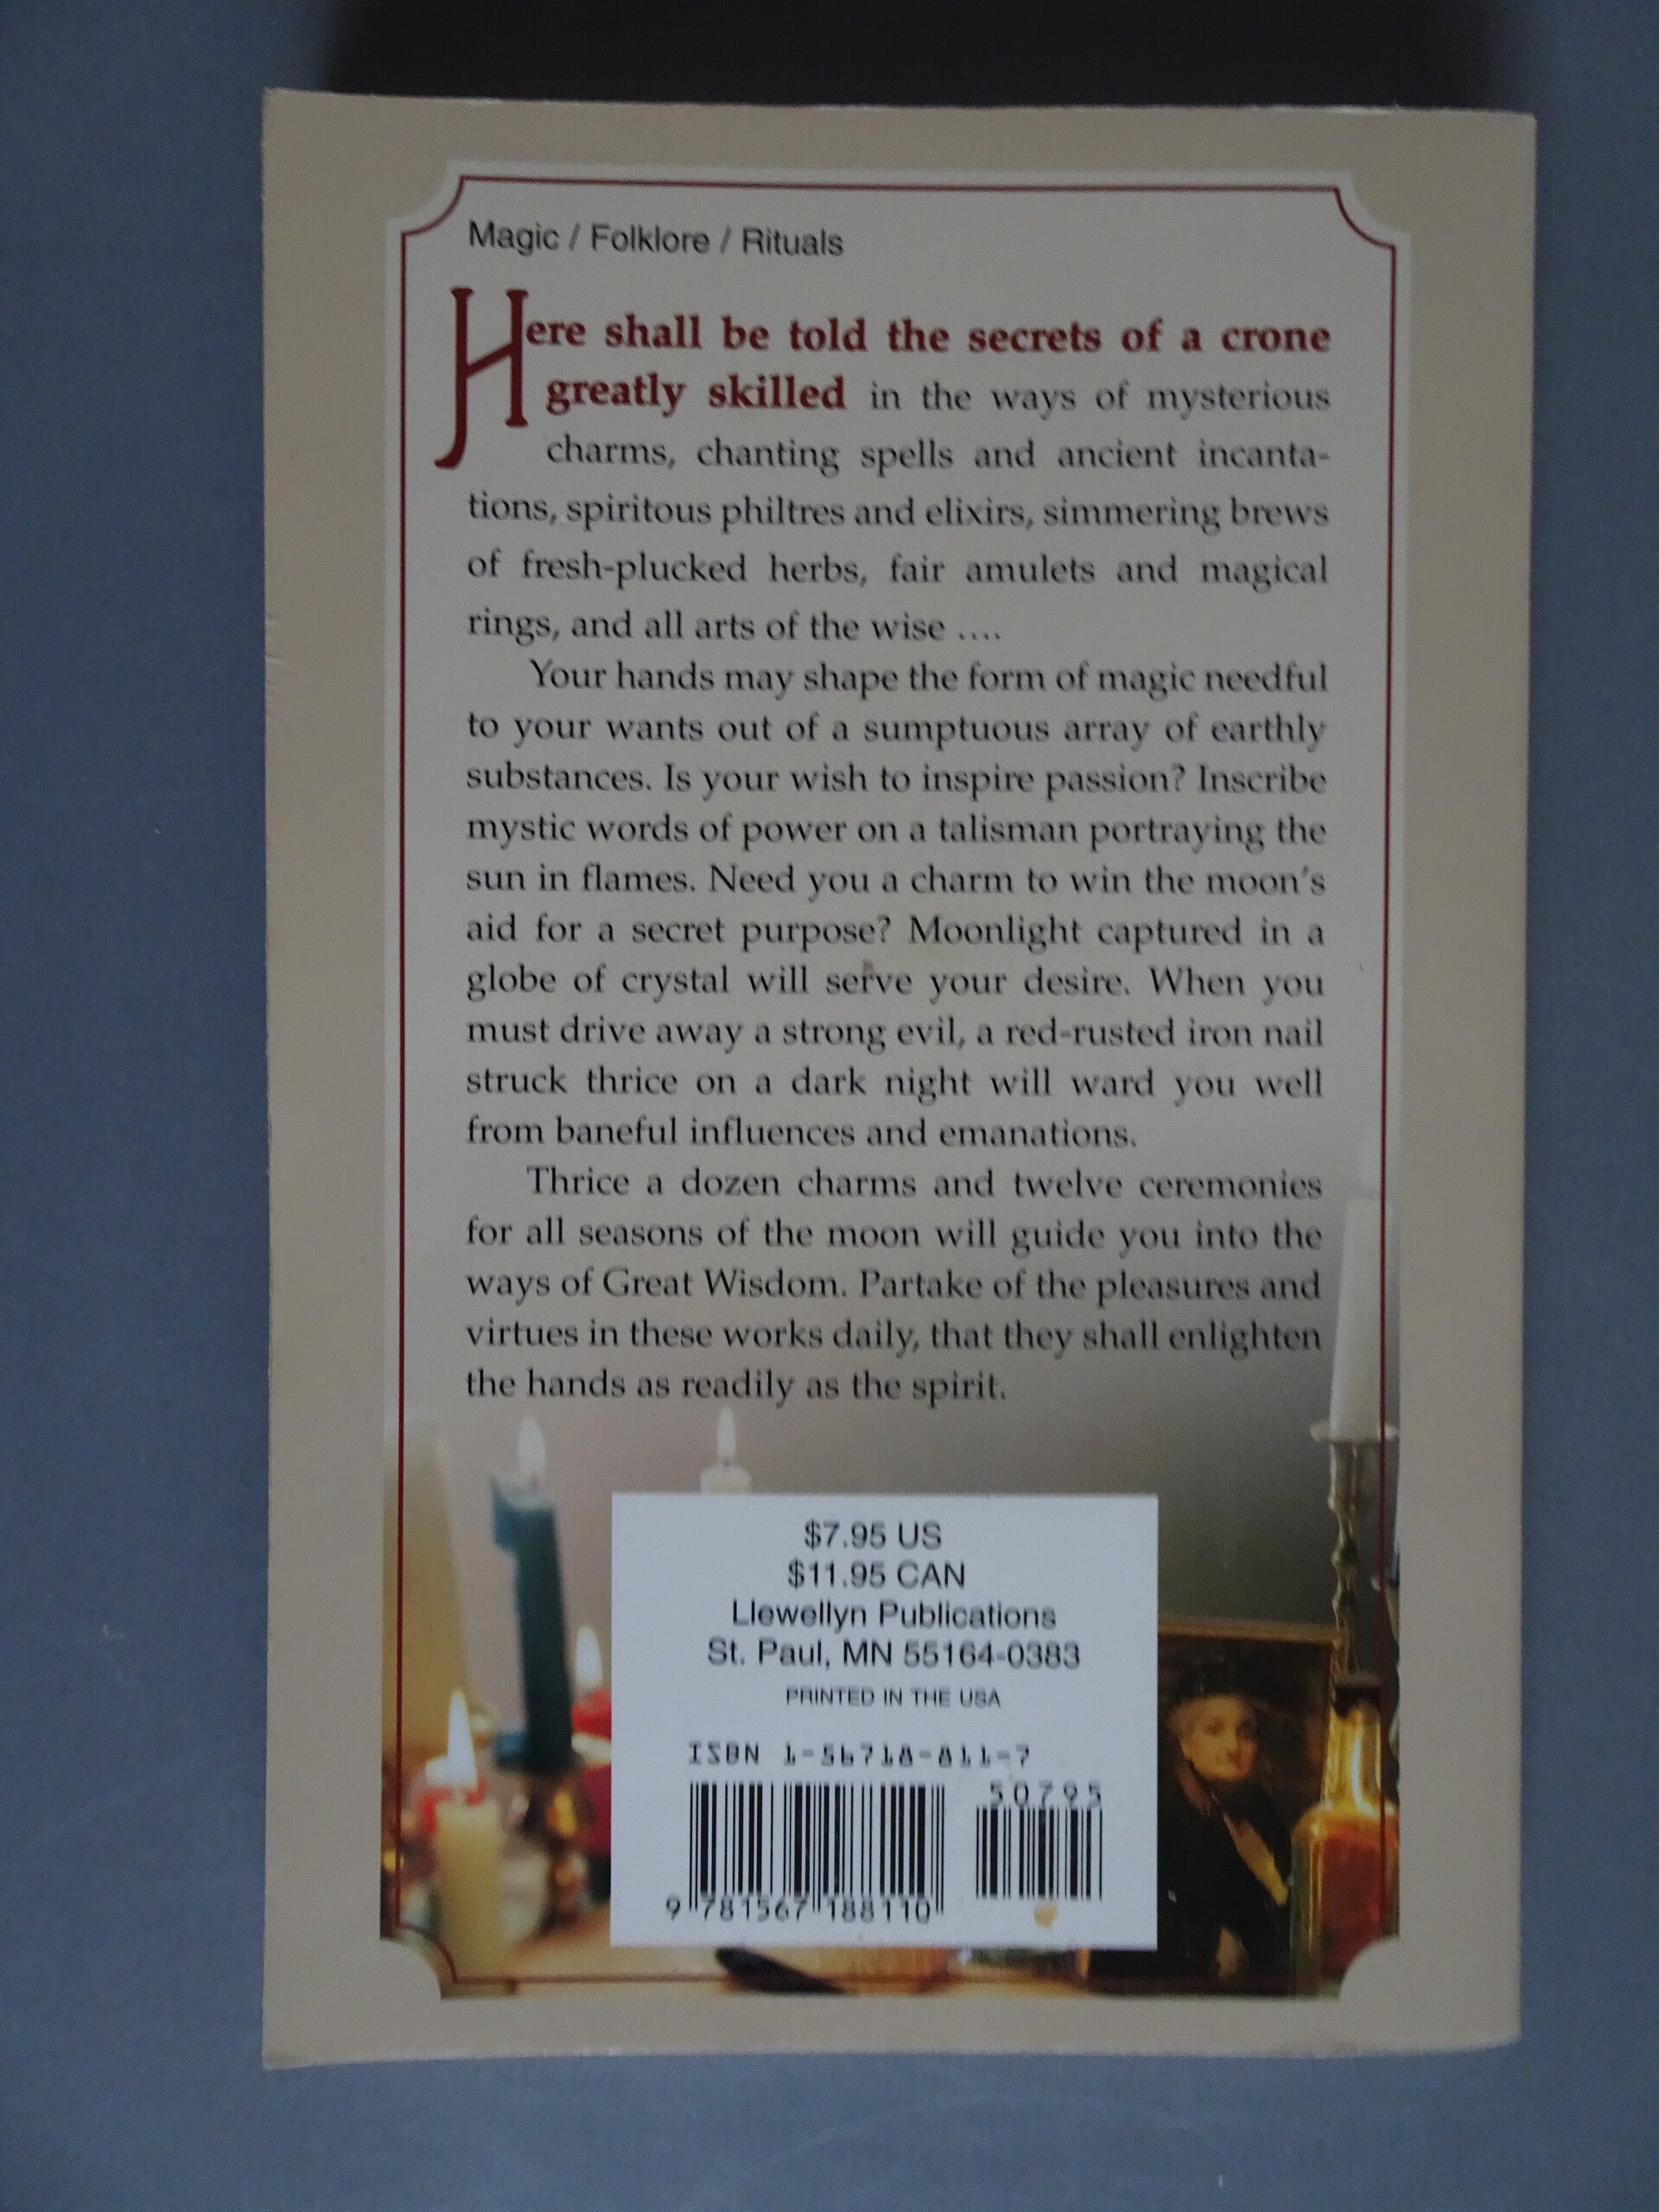 Magic / Folklore / Rituals
Here shall be told the secrets of a crone
greatly skilled in the ways of mysterious
charms, chanting spells and ancient incanta-
tions, spiritous philtres and elixirs, simmering brews
of fresh-plucked herbs, fair amulets and magical
rings, and all arts of the wise ....
Your hands may shape the form of magic needful
to your wants out of a sumptuous array of earthly
substances. Is your wish to inspire passion? Inscribe
mystic words of power on a talisman portraying the
sun in flames. Need you a charm to win the moon's
aid for a secret purpose? Moonlight captured in a
globe of crystal will serve your desire. When you
must drive away a strong evil, a red-rusted iron nail
struck thrice on a dark night will ward you well
from baneful influences and emanations.
Thrice a dozen charms and twelve ceremonies
for all seasons of the moon will guide you into the
ways of Great Wisdom. Partake of the pleasures and
virtues in these works daily, that they shall enlighten
the hands as readily as the spirit.
$7.95 US
$11.95 CAN
Llewellyn Publications
St. Paul, MN 55164-0383
PRINTED IN THE USA
ISBN 1-56718-811-7
50795
9 781567 188110